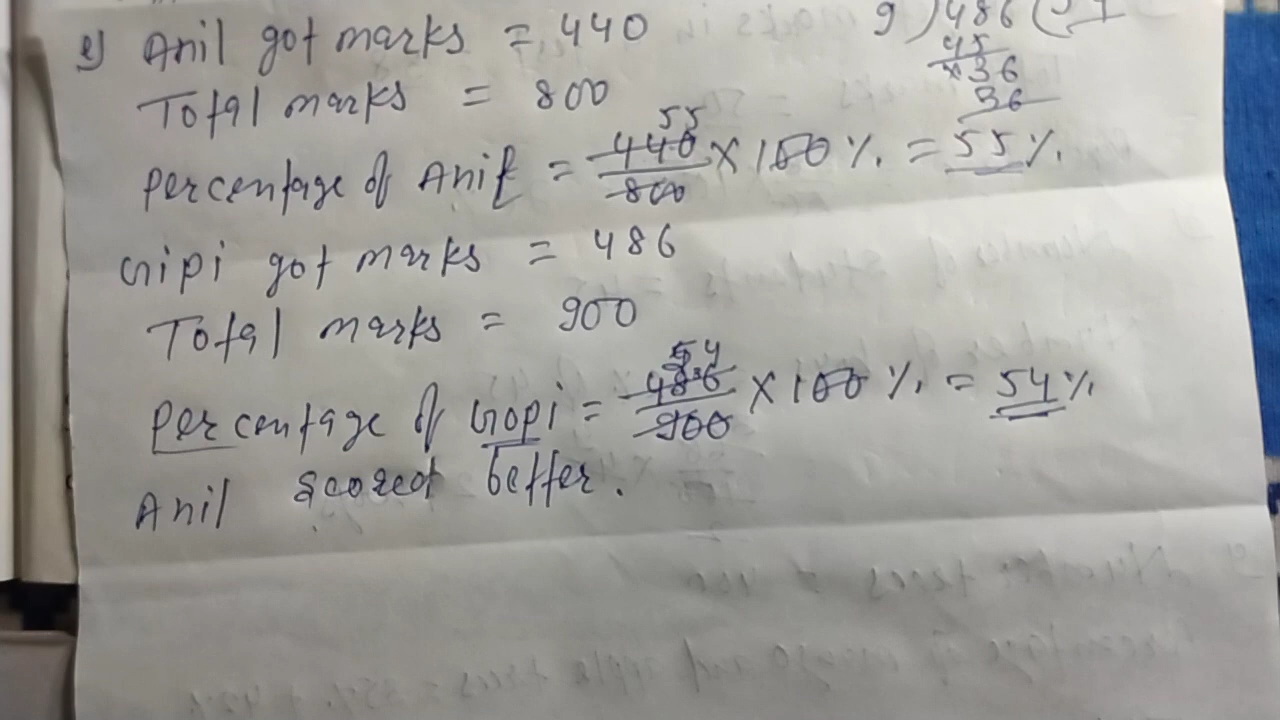 Anil got marks = 440
Total marks = 800
Percentage of Anil = 440/800 × 100 % = 55 %
55
Gipi got marks = 486
Total marks = 900
Percentage of Gopi = 486/900 × 100 % = 54 %
54
Anil scored better.
9 ) 486 ( 54
45
×36
36